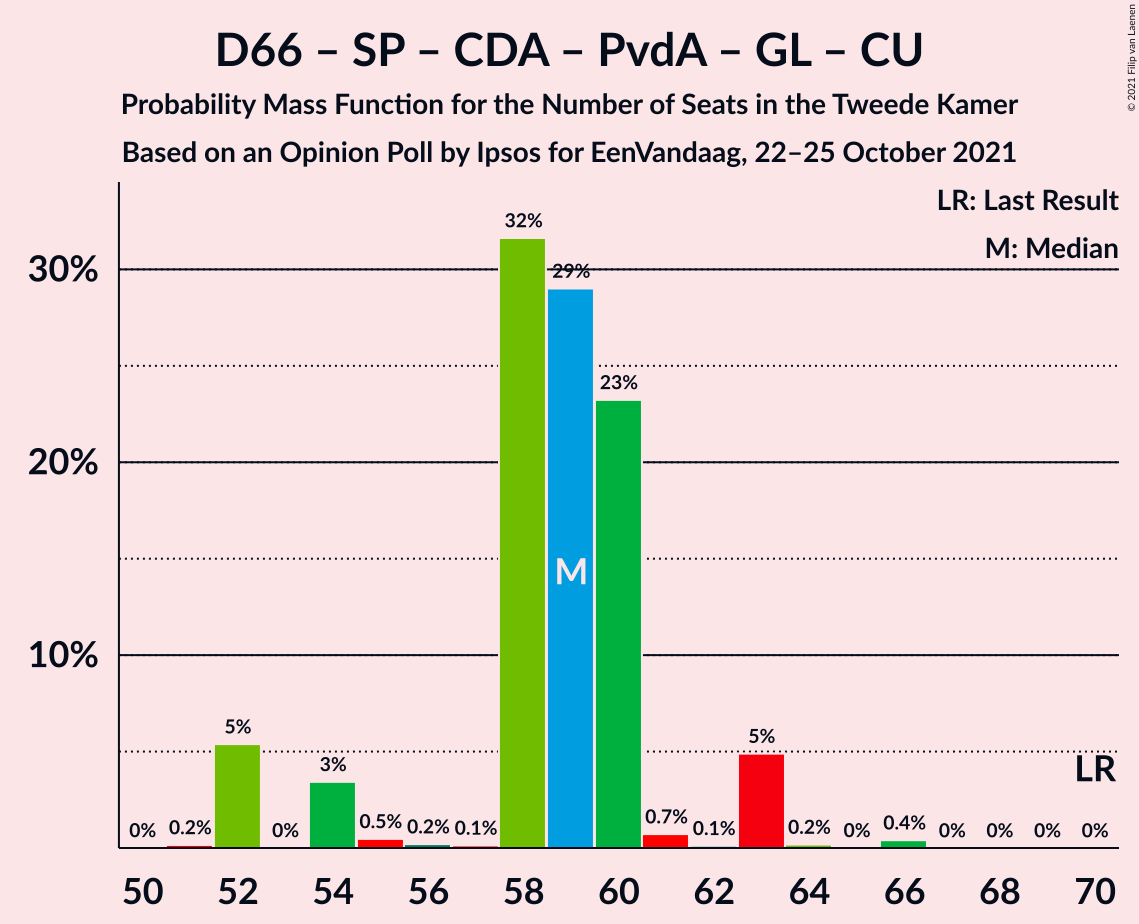 D66 – SP – CDA – PvdA – GL – CU
Probability Mass Function for the Number of Seats in the Tweede Kamer
Based on an Opinion Poll by Ipsos for EenVandaag, 22–25 October 2021
© 2021 Filip van Laenen
LR: Last Result
M: Median
30%
20%
10%
0% 0.2% 5% 0% 3% 0.5% 0.2% 0.1% 32% 29% 23% 0.7% 0.1% 5% 0.2% 0% 0.4% 0% 0% 0% 0%
M
LR
50 52 54 56 58 60 62 64 66 68 70